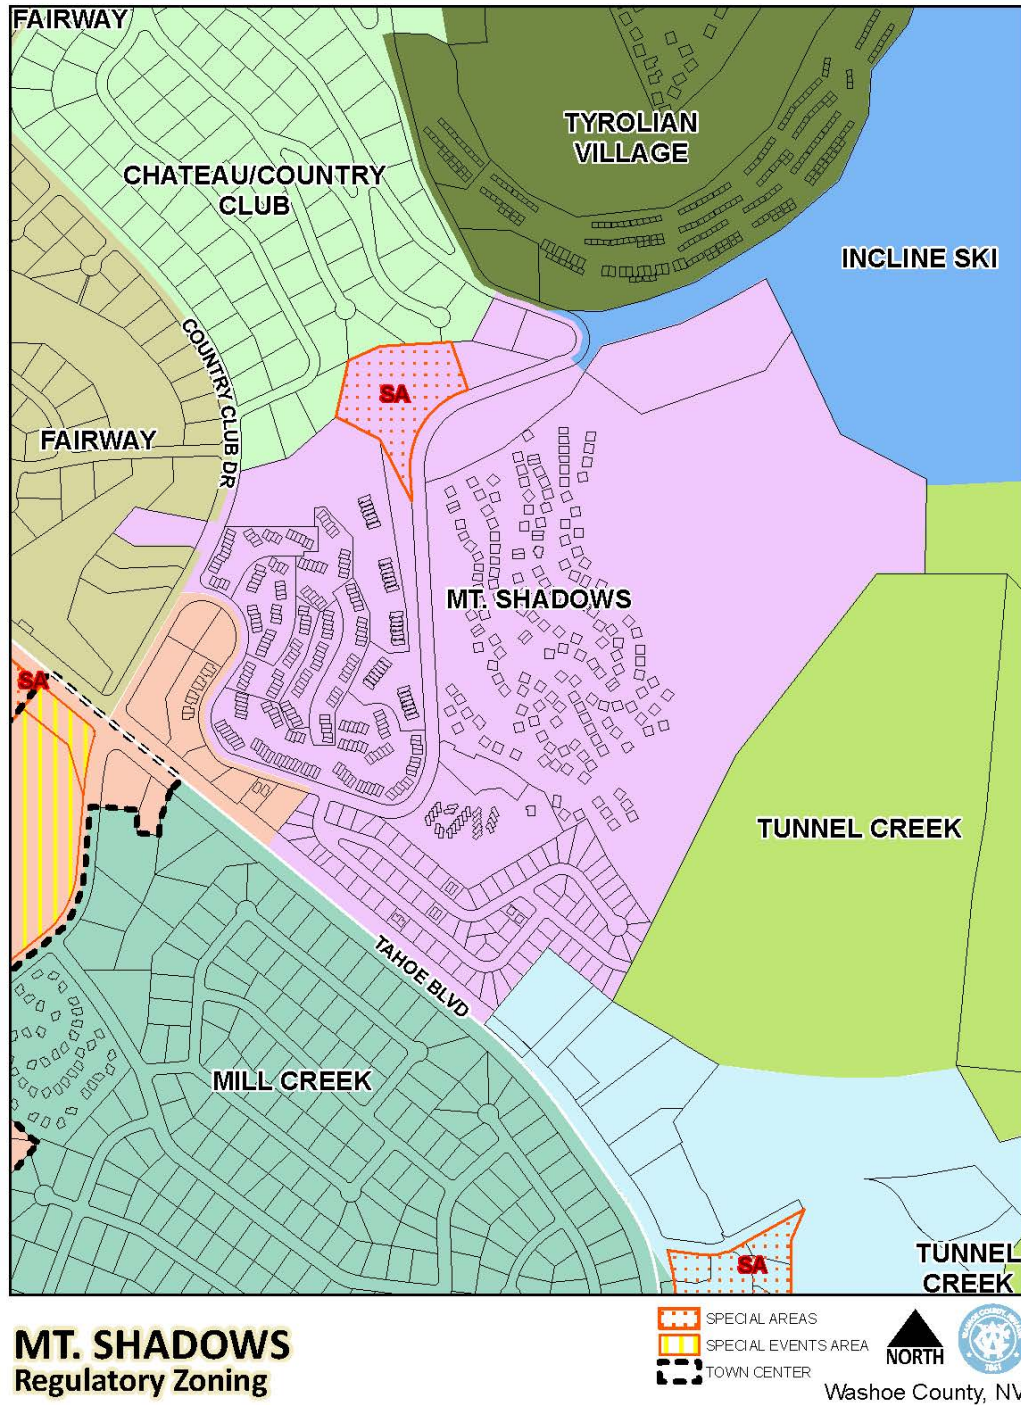 FAIRWAY
TYROLIAN
VILLAGE
CHATEAU/COUNTRY
CLUB
INCLINE SKI
COUNTRY CLUB DR
SA
FAIRWAY
MT. SHADOWS
SA
TUNNEL CREEK
TAHOE BLVD
MILL CREEK
SA
TUNNEL
CREEK
MT. SHADOWS
Regulatory Zoning
SPECIAL AREAS
SPECIAL EVENTS AREA
TOWN CENTER
NORTH
1861
Washoe County, NV